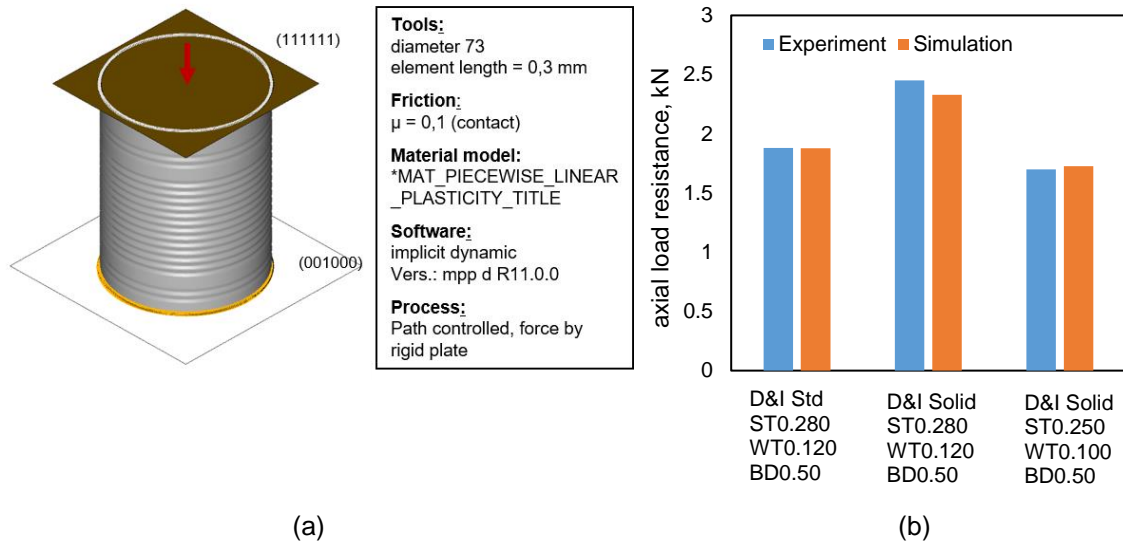 (111111)
(001000)
Tools:
diameter 73
element length = 0,3 mm
Friction:
µ = 0,1 (contact)
Material model:
*MAT_PIECEWISE_LINEAR
_PLASTICITY_TITLE
Software:
implicit dynamic
Vers.: mpp d R11.0.0
Process:
Path controlled, force by
rigid plate
(a)
axial load resistance, kN
3
2.5
2
1.5
1
0.5
0
Experiment
Simulation
D&I Std
ST0.280
WT0.120
BD0.50
D&I Solid
ST0.280
WT0.120
BD0.50
D&I Solid
ST0.250
WT0.100
BD0.50
(b)